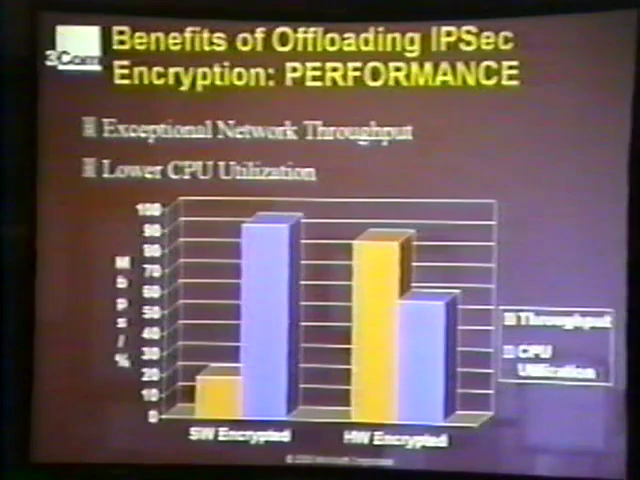 3Com
Benefits of Offloading IPSec
Encryption: PERFORMANCE
Exceptional Network Throughput
Lower CPU Utilization
100
90
80
70
60
50
40
30
20
10
0
Mbps/%
SW Encrypted
HW Encrypted
Throughput
CPU
Utilization